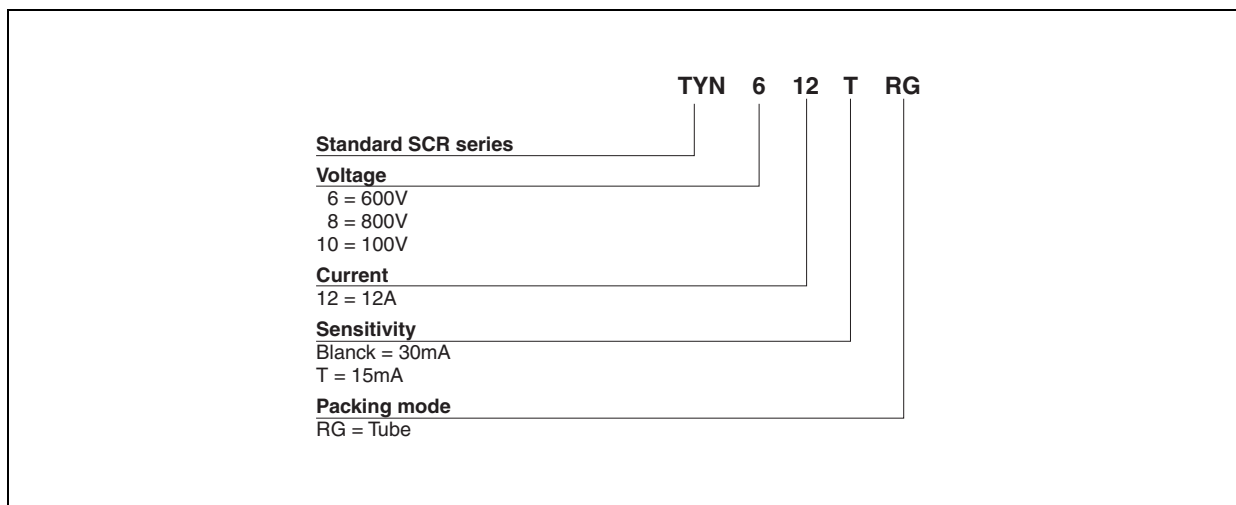 TYN 6 12 T RG
Standard SCR series
Voltage
6 = 600V
8 = 800V
10 = 100V
Current
12 = 12A
Sensitivity
Blanck = 30mA
T = 15mA
Packing mode
RG = Tube